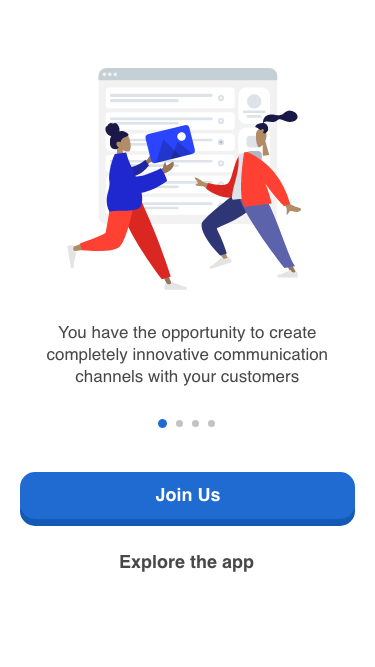 You have the opportunity to create
completely innovative communication
channels with your customers
Join Us
Explore the app